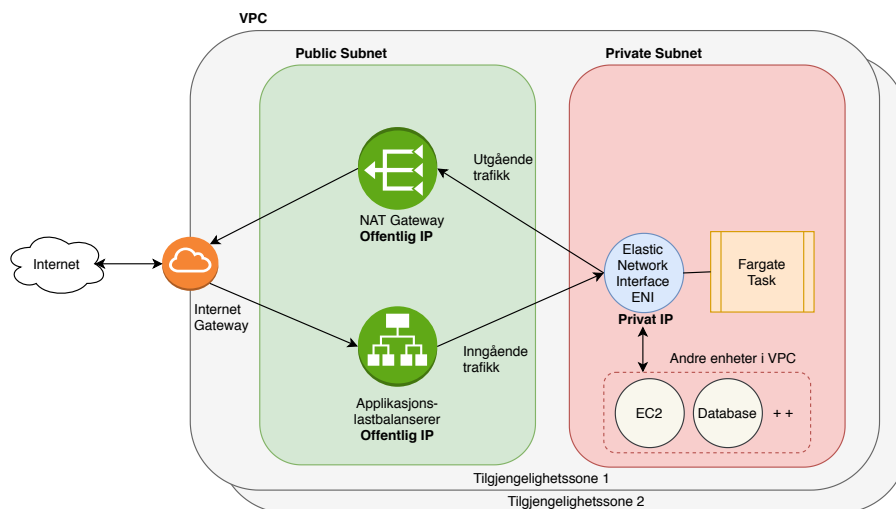 VPC
Public Subnet
Private Subnet
Utgående
trafikk
NAT Gateway
Offentlig IP
Internet
Internet
Gateway
Elastic
Network
Interface
ENI
Privat IP
Fargate
Task
Inngående
trafikk
Andre enheter i VPC
Applikasjons-
lastbalanserer
Offentlig IP
EC2
Database
+ +
Tilgjengelighetssone 1
Tilgjengelighetssone 2